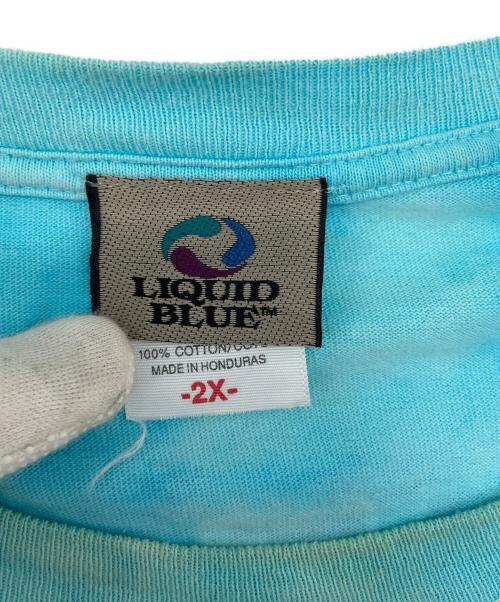 LIQUID
BLUE™
100% COTTON/
MADE IN HONDURAS
-2X-